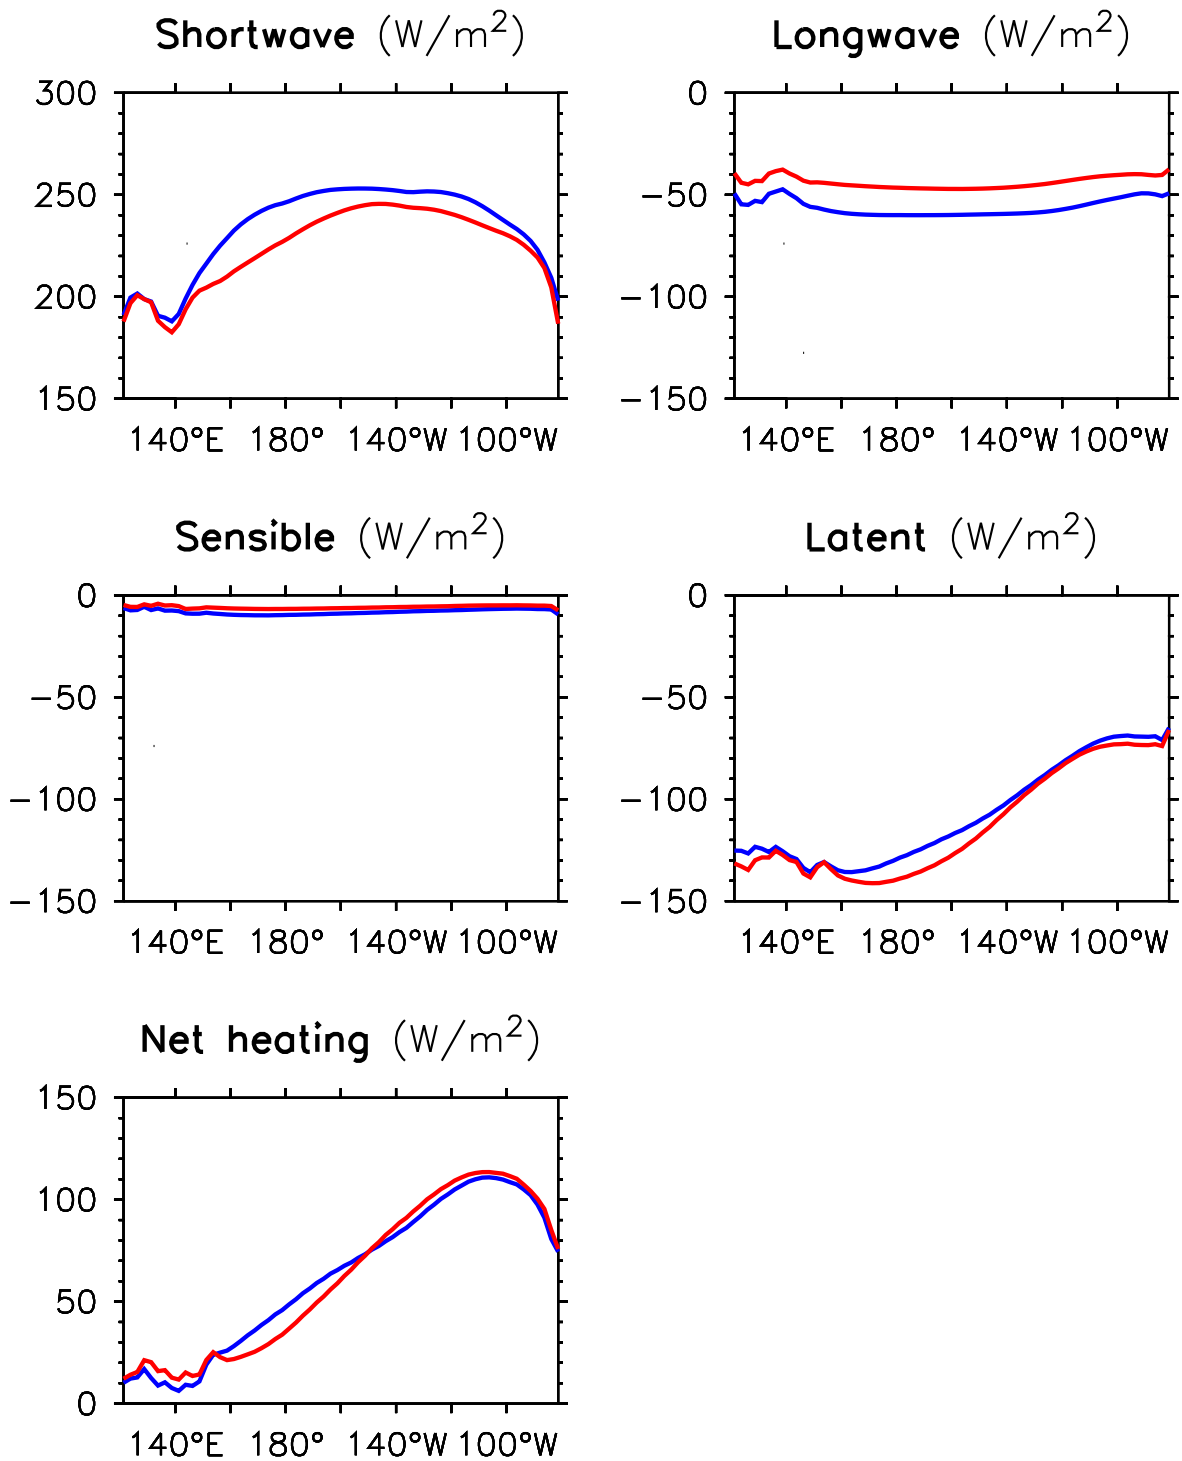 Shortwave (W/m²)
300
250
200
150
140°E 180° 140°W 100°W
Longwave (W/m²)
0
−50
−100
−150
140°E 180° 140°W 100°W
Sensible (W/m²)
0
−50
−100
−150
140°E 180° 140°W 100°W
Latent (W/m²)
0
−50
−100
−150
140°E 180° 140°W 100°W
Net heating (W/m²)
150
100
50
0
140°E 180° 140°W 100°W